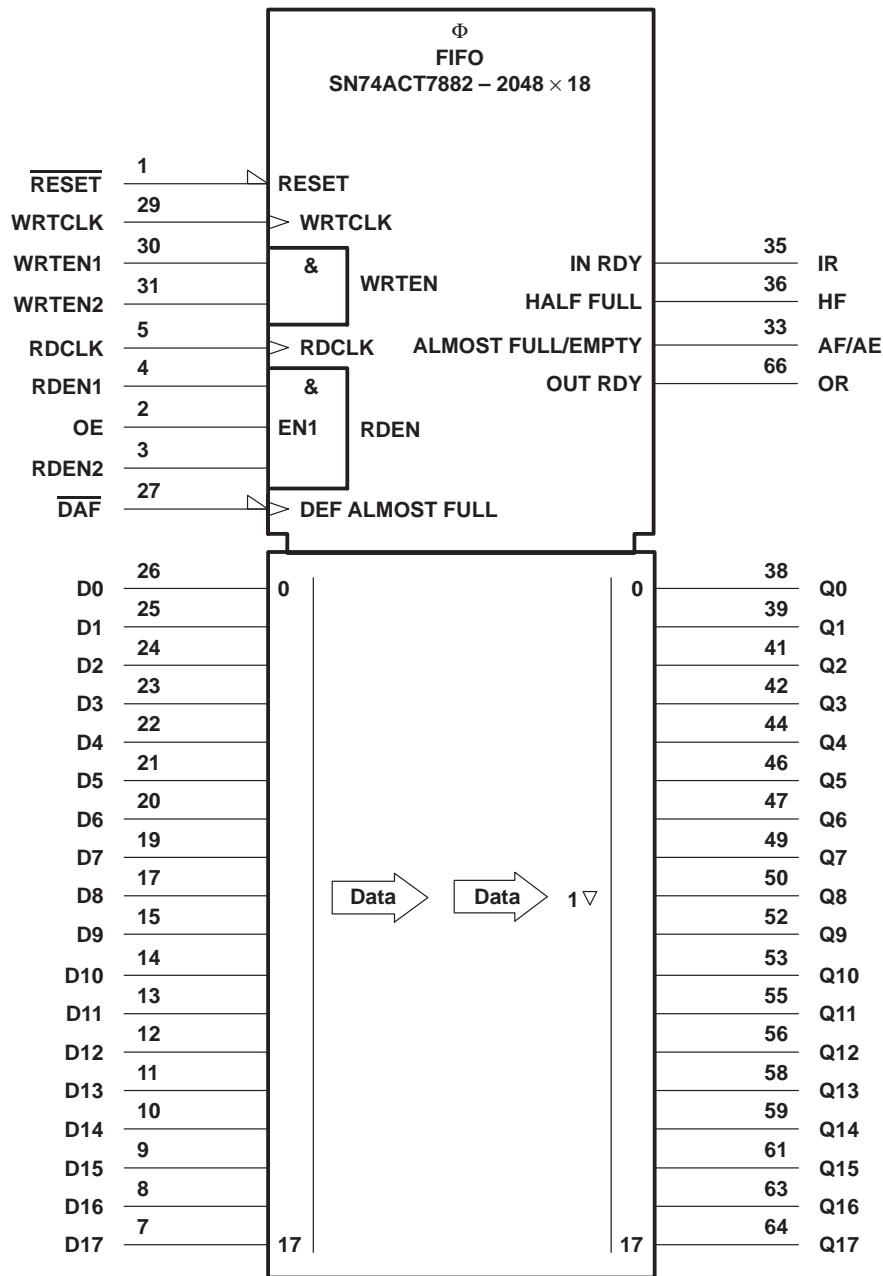 Φ
FIFO
SN74ACT7882 – 2048 × 18
RESET 1 RESET
WRTCLK 29 WRTCLK
WRTEN1 30 & IN RDY 35 IR
WRTEN
WRTEN2 31 HALF FULL 36 HF
RDCLK 5 RDCLK ALMOST FULL/EMPTY 33 AF/AE
RDEN1 4 & OUT RDY 66 OR
OE 2 EN1 RDEN
RDEN2 3
DAF 27 DEF ALMOST FULL
D0 26 0 0 38 Q0
D1 25 39 Q1
D2 24 41 Q2
D3 23 42 Q3
D4 22 44 Q4
D5 21 46 Q5
D6 20 47 Q6
D7 19 49 Q7
D8 17 Data Data 1 50 Q8
D9 15 52 Q9
D10 14 53 Q10
D11 13 55 Q11
D12 12 56 Q12
D13 11 58 Q13
D14 10 59 Q14
D15 9 61 Q15
D16 8 63 Q16
D17 7 17 17 64 Q17